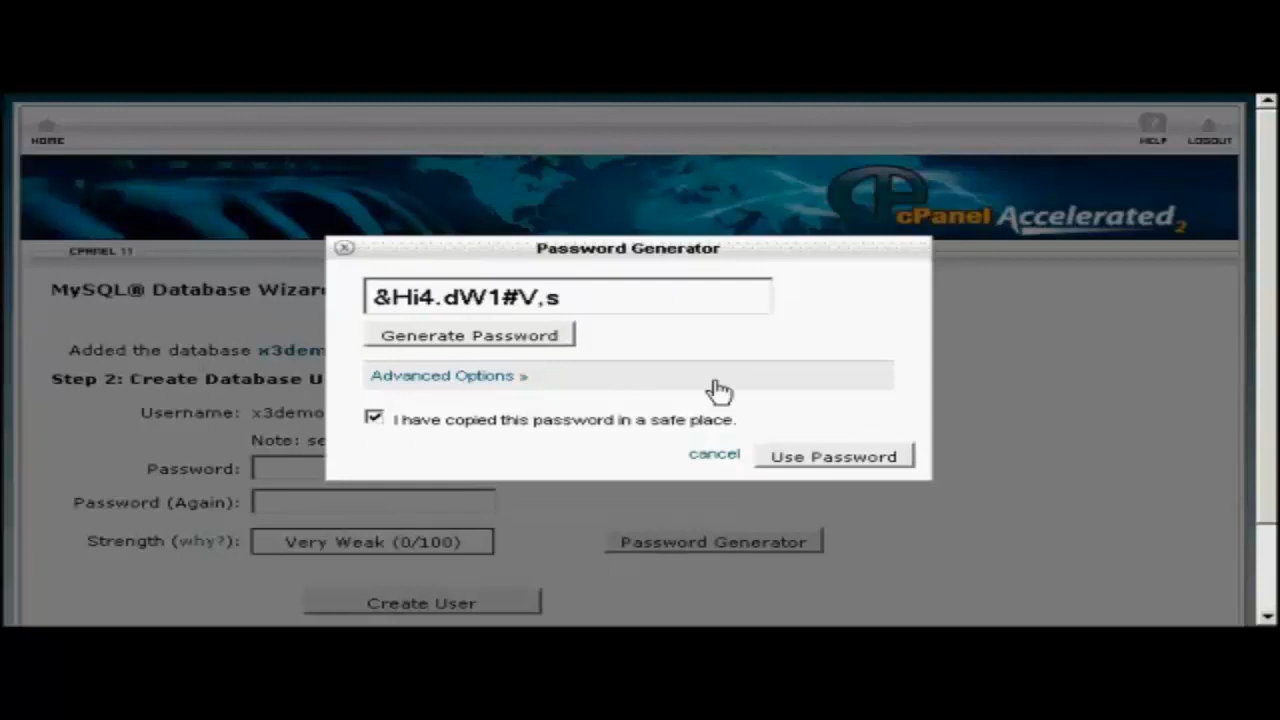 HOME
HELP
LOGOUT
cPanel Accelerated2
CPANEL 11
Password Generator
MySQL® Database Wizar
&Hi4.dW1#V,s
Generate Password
Added the database x3dem
Advanced Options »
Step 2: Create Database U
Username: x3demo
I have copied this password in a safe place.
Note: se
cancel
Use Password
Password:
Password (Again):
Strength (why?):
Very Weak (0/100)
Password Generator
Create User